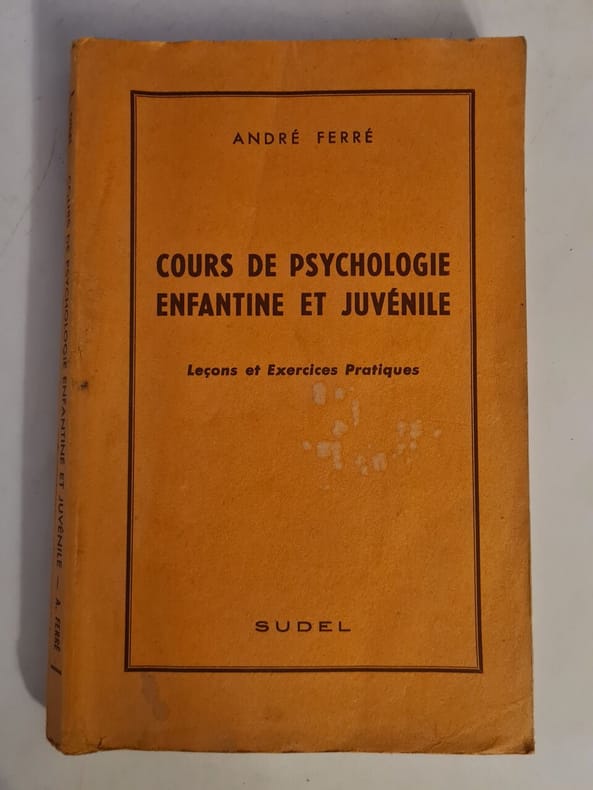 ANDRÉ FERRÉ
COURS DE PSYCHOLOGIE
ENFANTINE ET JUVÉNILE
Leçons et Exercices Pratiques
SUDEL
COURS DE PSYCHOLOGIE ENFANTINE ET JUVÉNILE — A. FERRÉ